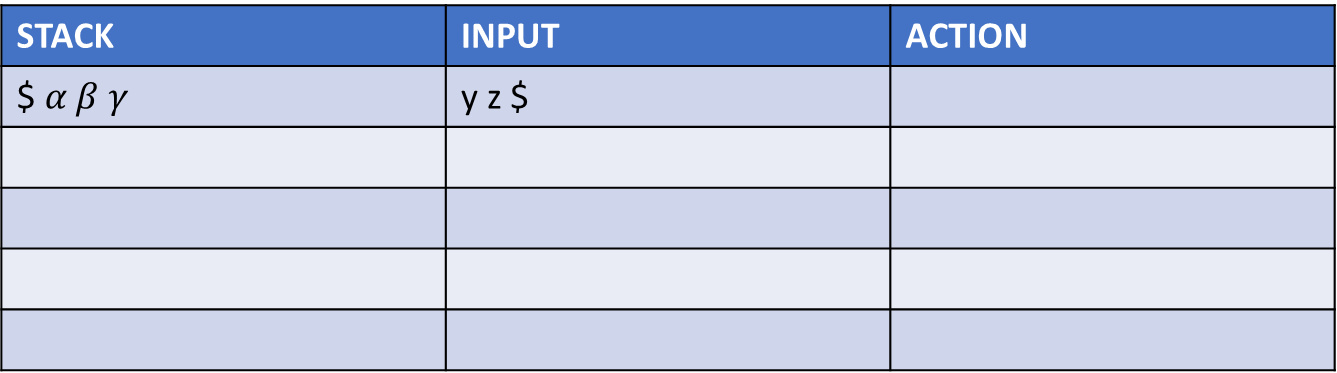 STACK INPUT ACTION
$ 𝛼 𝛽 𝛾 y z $